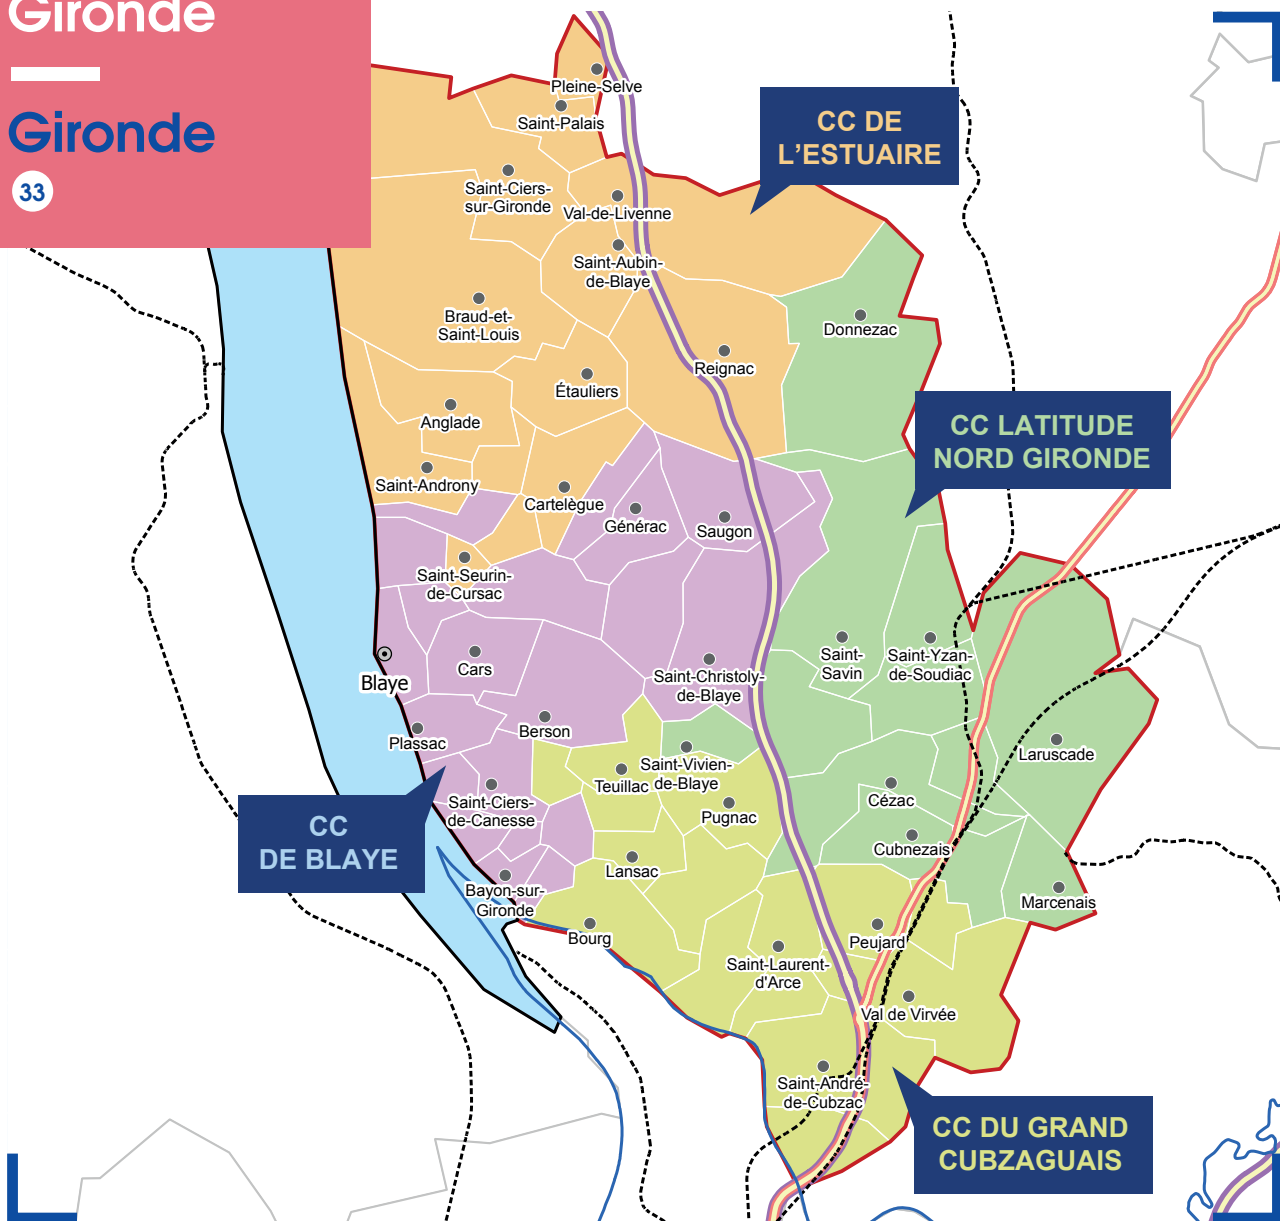 Gironde
Gironde
33
Pleine-Selve
Saint-Palais
CC DE
L'ESTUAIRE
Saint-Ciers-
sur-Gironde
Val-de-Livenne
Saint-Aubin-
de-Blaye
Braud-et-
Saint-Louis
Donnezac
Reignac
Étauliers
Anglade
CC LATITUDE
NORD GIRONDE
Saint-Androny
Cartelègue
Générac
Saugon
Saint-Seurin-
de-Cursac
Saint-
Savin
Saint-Yzan-
de-Soudiac
Cars
Saint-Christoly-
de-Blaye
Blaye
Berson
Plassac
Laruscade
Saint-Vivien-
de-Blaye
Teuillac
Saint-Ciers-
de-Canesse
Cézac
Pugnac
CC
DE BLAYE
Cubnezais
Lansac
Bayon-sur-
Gironde
Marcenais
Bourg
Peujard
Saint-Laurent-
d'Arce
Val de Virvée
Saint-André-
de-Cubzac
CC DU GRAND
CUBZAGUAIS